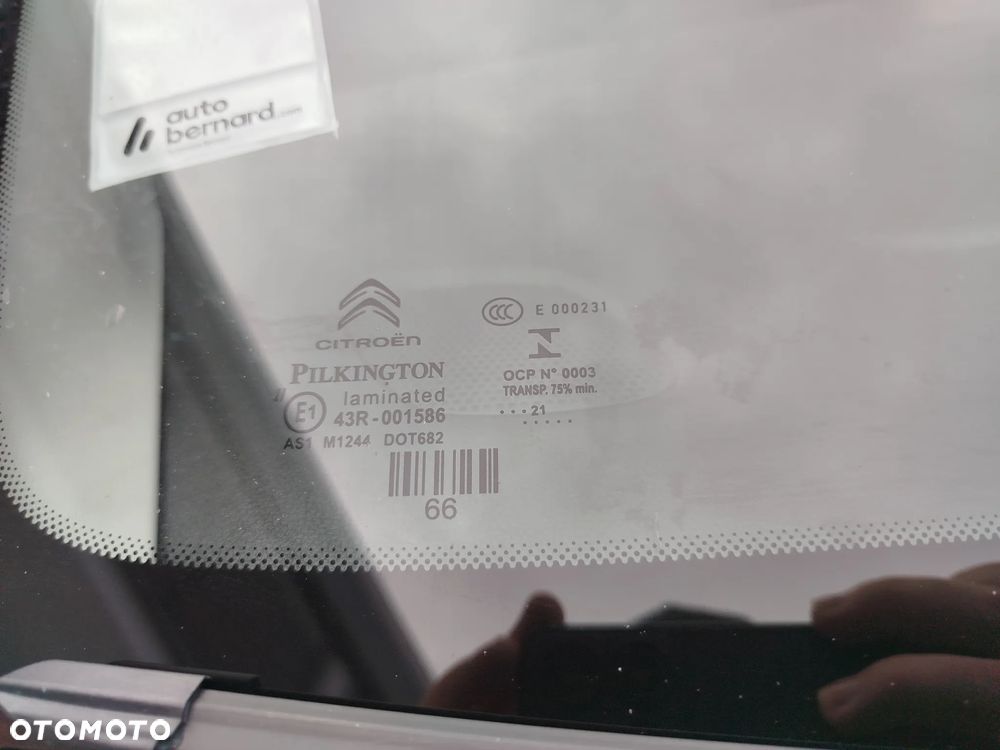 auto
bernard.com
CITROËN
PILKINGTON
laminated
E1 43R-001586
AS1 M1244 DOT682
66
CCC E 000231
OCP N° 0003
TRANSP. 75% min.
...21
.....
OTOMOTO